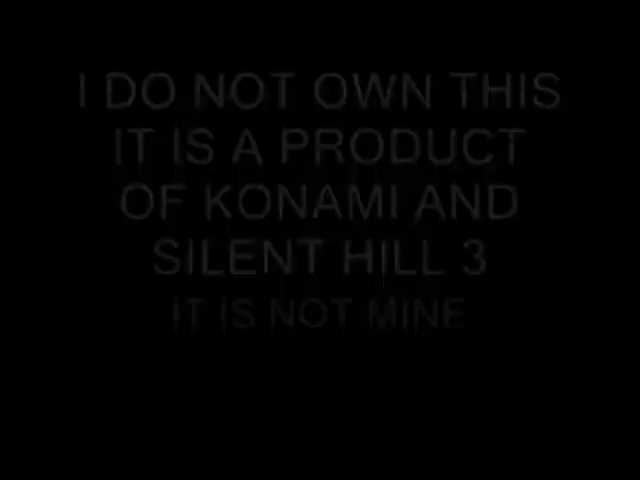 I DO NOT OWN THIS
IT IS A PRODUCT
OF KONAMI AND
SILENT HILL 3
IT IS NOT MINE